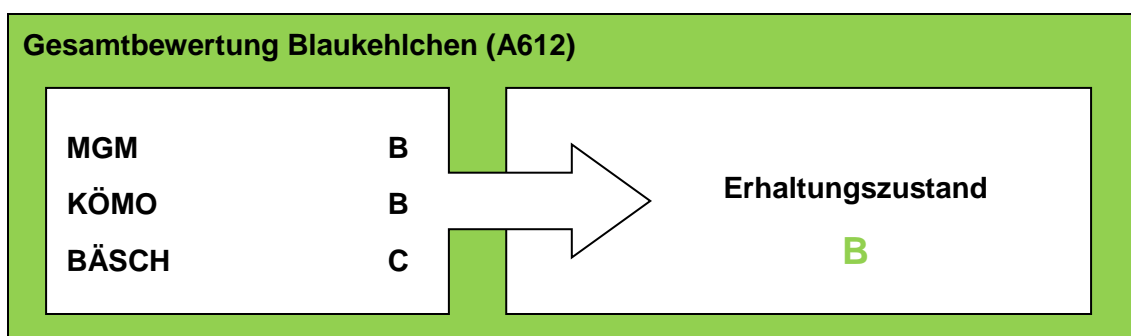 Gesamtbewertung Blaukehlchen (A612)
MGM B
KÖMO B
BÄSCH C
Erhaltungszustand
B